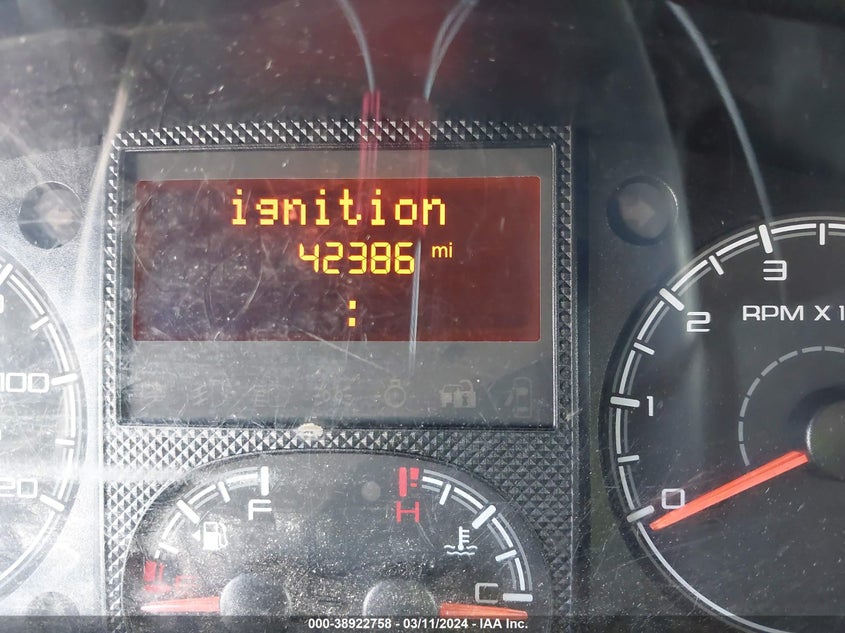 ignition
42386 mi
:
3
2
RPM X 1
1
0
100
20
F
H
C
000-38922758 - 03/11/2024 - IAA Inc.